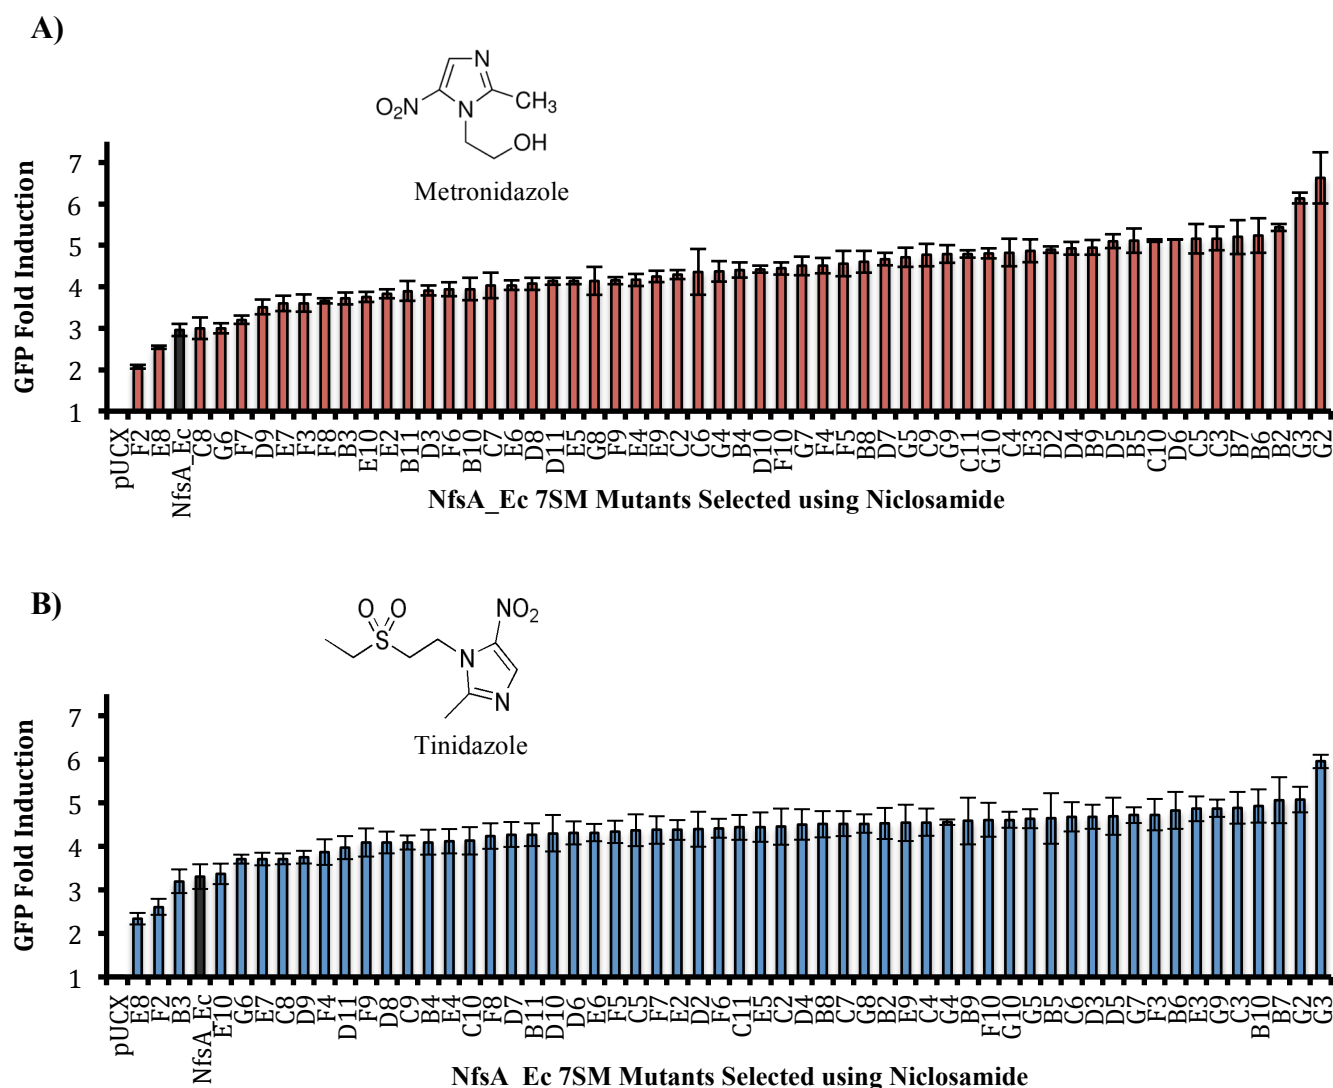 A)
N
O₂N
N
CH₃
OH
Metronidazole
GFP Fold Induction
7
6
5
4
3
2
1
pUCX F2 E8 NfsA_Ec C8 G6 F7 D9 E7 F3 F8 B3 E10 E2 B11 D3 F6 B10 C7 E6 D8 D11 E5 G8 F9 E4 E9 C2 C6 G4 B4 D10 F10 G7 F4 F5 B8 D7 G5 C9 G9 C11 G10 C4 E3 D2 D4 B9 D5 B5 C10 D6 C5 C3 B7 B6 B2 G3 G2
NfsA_Ec 7SM Mutants Selected using Niclosamide
B)
O O
NO₂
S
N
N
Tinidazole
GFP Fold Induction
7
6
5
4
3
2
1
pUCX E8 F2 B3 NfsA_Ec E10 G6 E7 C8 D9 F4 D11 F9 D8 C9 B4 E4 C10 F8 D7 B11 D10 D6 E6 F5 C5 F7 E2 D2 F6 C11 E5 C2 D4 B8 C7 G8 B2 E9 C4 G4 B9 F10 G10 G5 B5 C6 D3 D5 G7 F3 B6 E3 G9 C3 B10 B7 G2 G3
NfsA_Ec 7SM Mutants Selected using Niclosamide